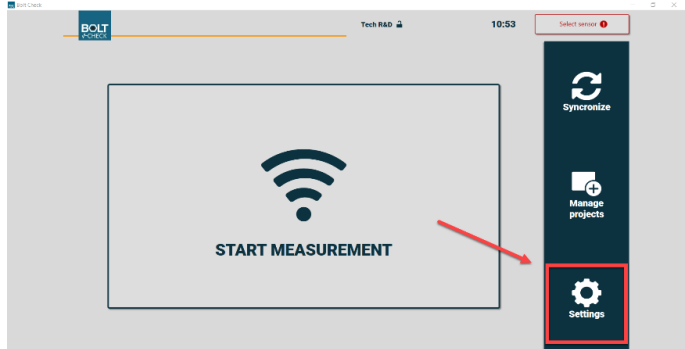 Bolt Check
BOLT
CHECK
Tech R&D
10:53
Select sensor
START MEASUREMENT
Syncronize
Manage
projects
Settings